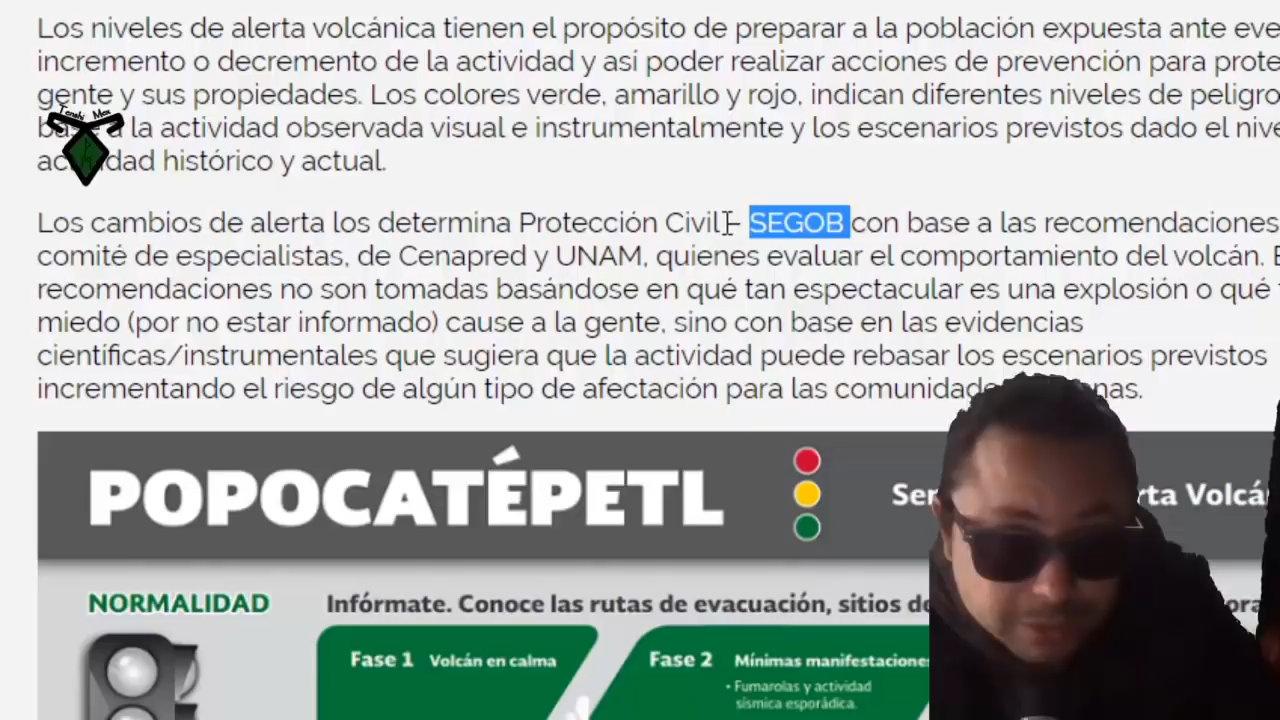 Los niveles de alerta volcánica tienen el propósito de preparar a la población expuesta ante eve
incremento o decremento de la actividad y así poder realizar acciones de prevención para prote
gente y sus propiedades. Los colores verde, amarillo y rojo, indican diferentes niveles de peligro
Tenshi Mex
la actividad observada visual e instrumentalmente y los escenarios previstos dado el nive
histórico y actual.
Los cambios de alerta los determina Protección Civil - SEGOB con base a las recomendaciones
comité de especialistas, de Cenapred y UNAM, quienes evaluar el comportamiento del volcán. E
recomendaciones no son tomadas basándose en qué tan espectacular es una explosión o qué
miedo (por no estar informado) cause a la gente, sino con base en las evidencias
científicas/instrumentales que sugiera que la actividad puede rebasar los escenarios previstos
incrementando el riesgo de algún tipo de afectación para las
POPOCATÉPETL
NORMALIDAD
Infórmate. Conoce las rutas de evacuación, sitios
Fase 1 Volcán en calma
Fase 2 Mínimas manifestaciones
• Fumarolas y actividad
sísmica esporádica.